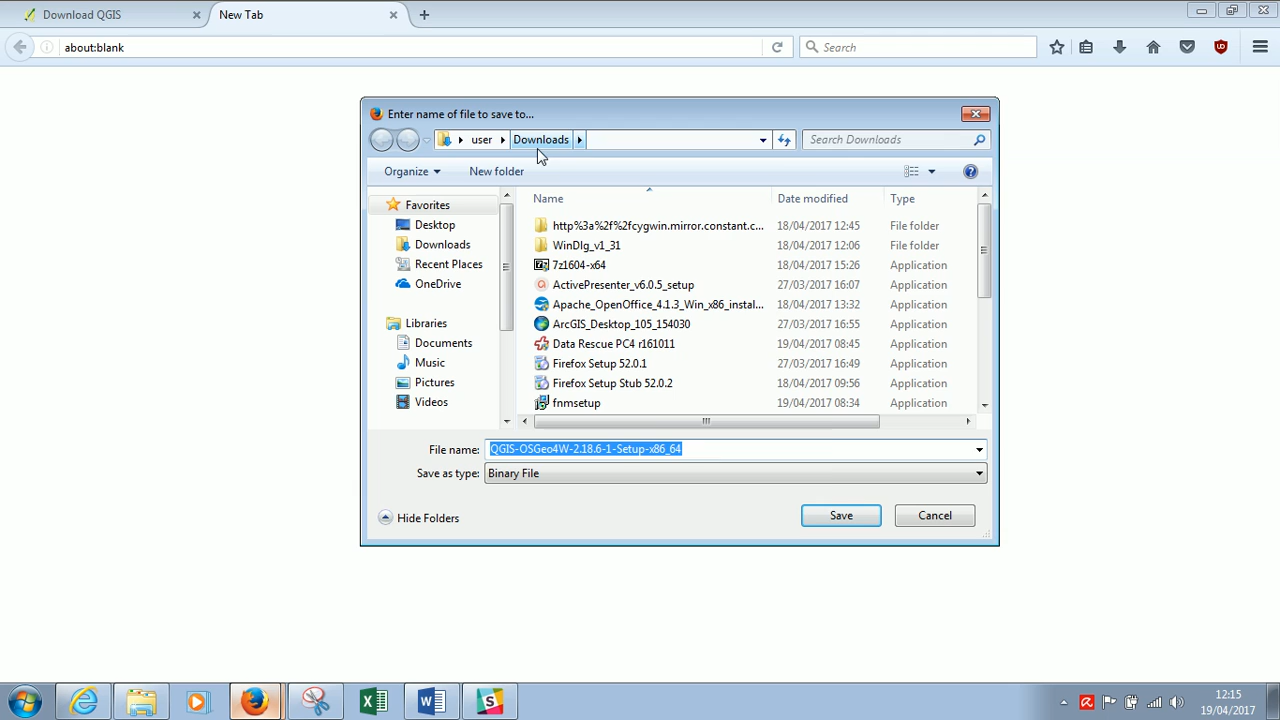 Download QGIS
New Tab
about:blank
Search
Enter name of file to save to...
user
Downloads
Search Downloads
Organize
New folder
Favorites
Desktop
Downloads
Recent Places
OneDrive
Libraries
Documents
Music
Pictures
Videos
Name Date modified Type
http%3a%2f%2fcygwin.mirror.constant.c... 18/04/2017 12:45 File folder
WinDlg_v1_31 18/04/2017 12:06 File folder
7z1604-x64 18/04/2017 15:26 Application
ActivePresenter_v6.0.5_setup 27/03/2017 16:07 Application
Apache_OpenOffice_4.1.3_Win_x86_instal... 18/04/2017 13:32 Application
ArcGIS_Desktop_105_154030 27/03/2017 16:55 Application
Data Rescue PC4 r161011 19/04/2017 08:45 Application
Firefox Setup 52.0.1 27/03/2017 16:49 Application
Firefox Setup Stub 52.0.2 18/04/2017 09:56 Application
fnmsetup 19/04/2017 08:34 Application
File name: QGIS-OSGeo4W-2.18.6-1-Setup-x86_64
Save as type: Binary File
Hide Folders
Save
Cancel
12:15
19/04/2017